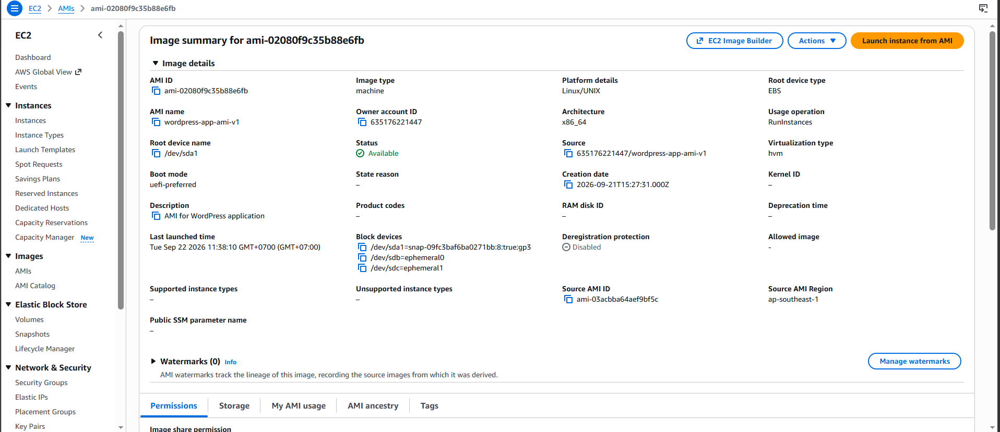 EC2 > AMIs > ami-02080f9c35b88e6fb
EC2
Dashboard
AWS Global View
Events
Instances
Instances
Instance Types
Launch Templates
Spot Requests
Savings Plans
Reserved Instances
Dedicated Hosts
Capacity Reservations
Capacity Manager New
Images
AMIs
AMI Catalog
Elastic Block Store
Volumes
Snapshots
Lifecycle Manager
Network & Security
Security Groups
Elastic IPs
Placement Groups
Key Pairs
Image summary for ami-02080f9c35b88e6fb
EC2 Image Builder
Actions
Launch instance from AMI
Image details
AMI ID
ami-02080f9c35b88e6fb
Image type
machine
Platform details
Linux/UNIX
Root device type
EBS
AMI name
wordpress-app-ami-v1
Owner account ID
635176221447
Architecture
x86_64
Usage operation
RunInstances
Root device name
/dev/sda1
Status
Available
Source
635176221447/wordpress-app-ami-v1
Virtualization type
hvm
Boot mode
uefi-preferred
State reason
–
Creation date
2026-09-21T15:27:31.000Z
Kernel ID
–
Description
AMI for WordPress application
Product codes
–
RAM disk ID
–
Deprecation time
–
Last launched time
Tue Sep 22 2026 11:38:10 GMT+0700 (GMT+07:00)
Block devices
/dev/sda1=snap-09fc3baf6ba0271bb:8:true:gp3
/dev/sdb=ephemeral0
/dev/sdc=ephemeral1
Deregistration protection
Disabled
Allowed image
-
Supported instance types
–
Unsupported instance types
–
Source AMI ID
ami-03acbba64aef9bf5c
Source AMI Region
ap-southeast-1
Public SSM parameter name
–
Watermarks (0) Info
AMI watermarks track the lineage of this image, recording the source images from which it was derived.
Manage watermarks
Permissions
Storage
My AMI usage
AMI ancestry
Tags
Image share permission